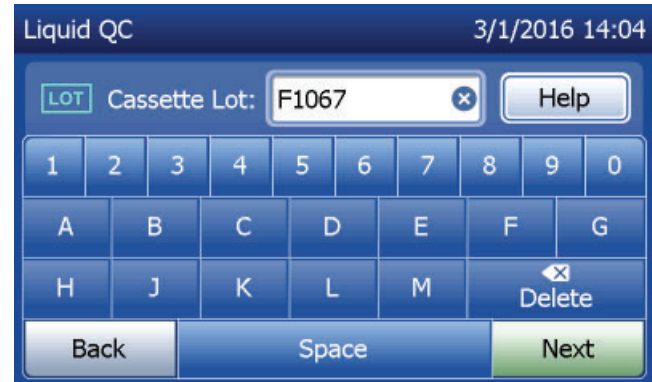 Liquid QC 3/1/2016 14:04
LOT Cassette Lot: F1067 Help
1 2 3 4 5 6 7 8 9 0
A B C D E F G
H J K L M Delete
Back Space Next